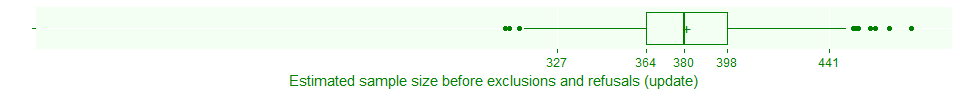 327 364 380 398 441
Estimated sample size before exclusions and refusals (update)